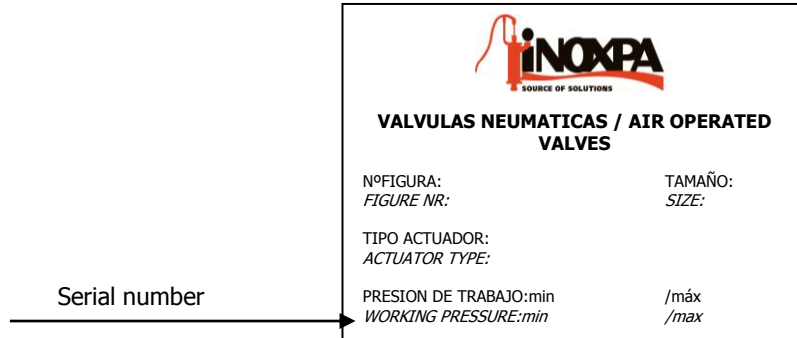 iNOXPA
SOURCE OF SOLUTIONS
VALVULAS NEUMATICAS / AIR OPERATED
VALVES
NºFIGURA: TAMAÑO:
FIGURE NR: SIZE:
TIPO ACTUADOR:
ACTUATOR TYPE:
Serial number
PRESION DE TRABAJO:min /máx
WORKING PRESSURE:min /max